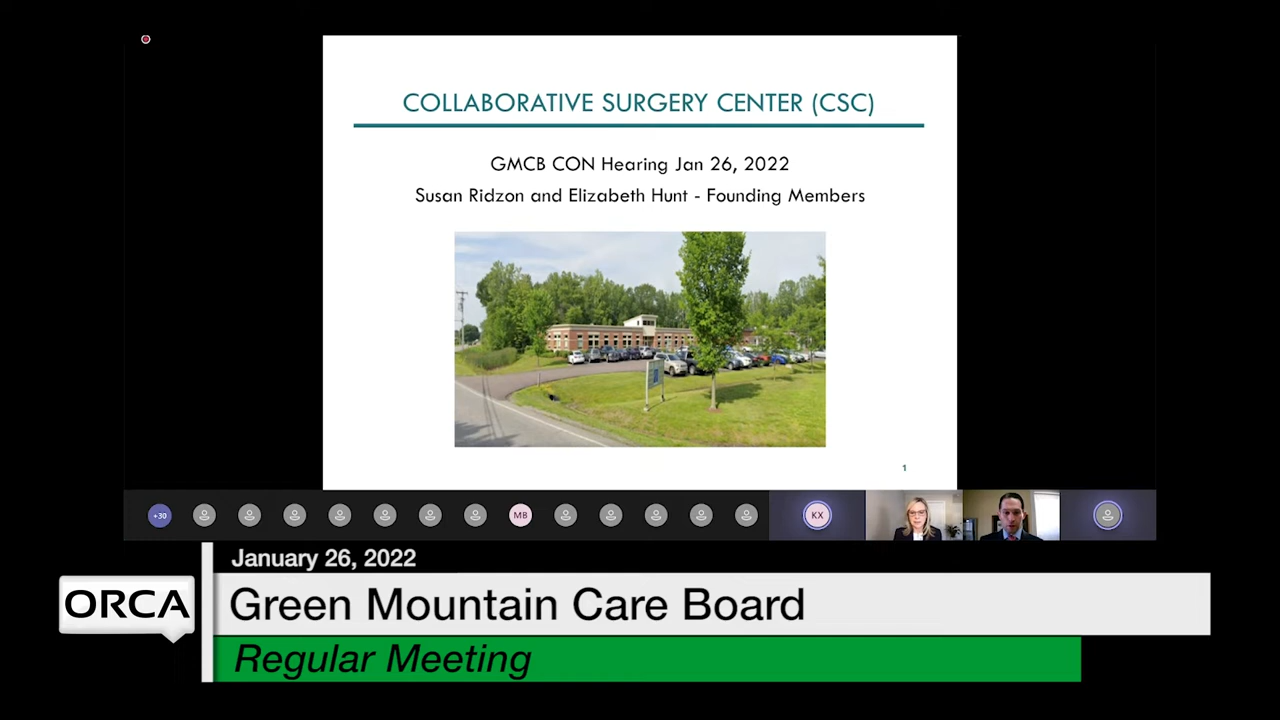 COLLABORATIVE SURGERY CENTER (CSC)
GMCB CON Hearing Jan 26, 2022
Susan Ridzon and Elizabeth Hunt - Founding Members
1
+30
MB
KX
January 26, 2022
ORCA
Green Mountain Care Board
Regular Meeting